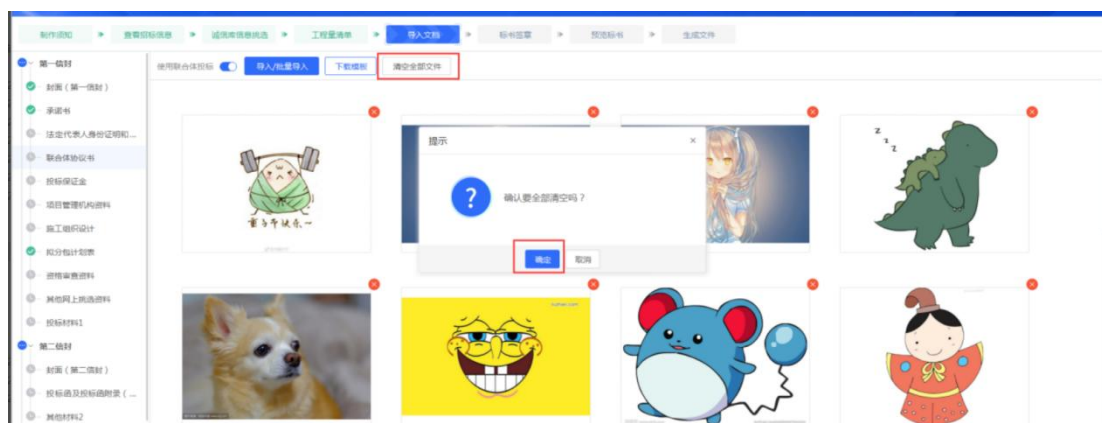 制作须知 查看招标信息 诚信库信息挑选 工程量清单 导入文档 标书签章 预览标书 生成文件
第一信封 使用联合体投标 导入/批量导入 下载模板 清空全部文件
封面（第一信封）
承诺书
法定代表人身份证明和...
提示
联合体协议书
投标保证金
确认要全部清空吗？
项目管理机构资料
施工组织设计
拟分包计划表
确定 取消
资格审查资料
其他网上挑选资料
投标材料1
第二信封
封面（第二信封）
投标函及投标函附录（...
其他材料2
z z z